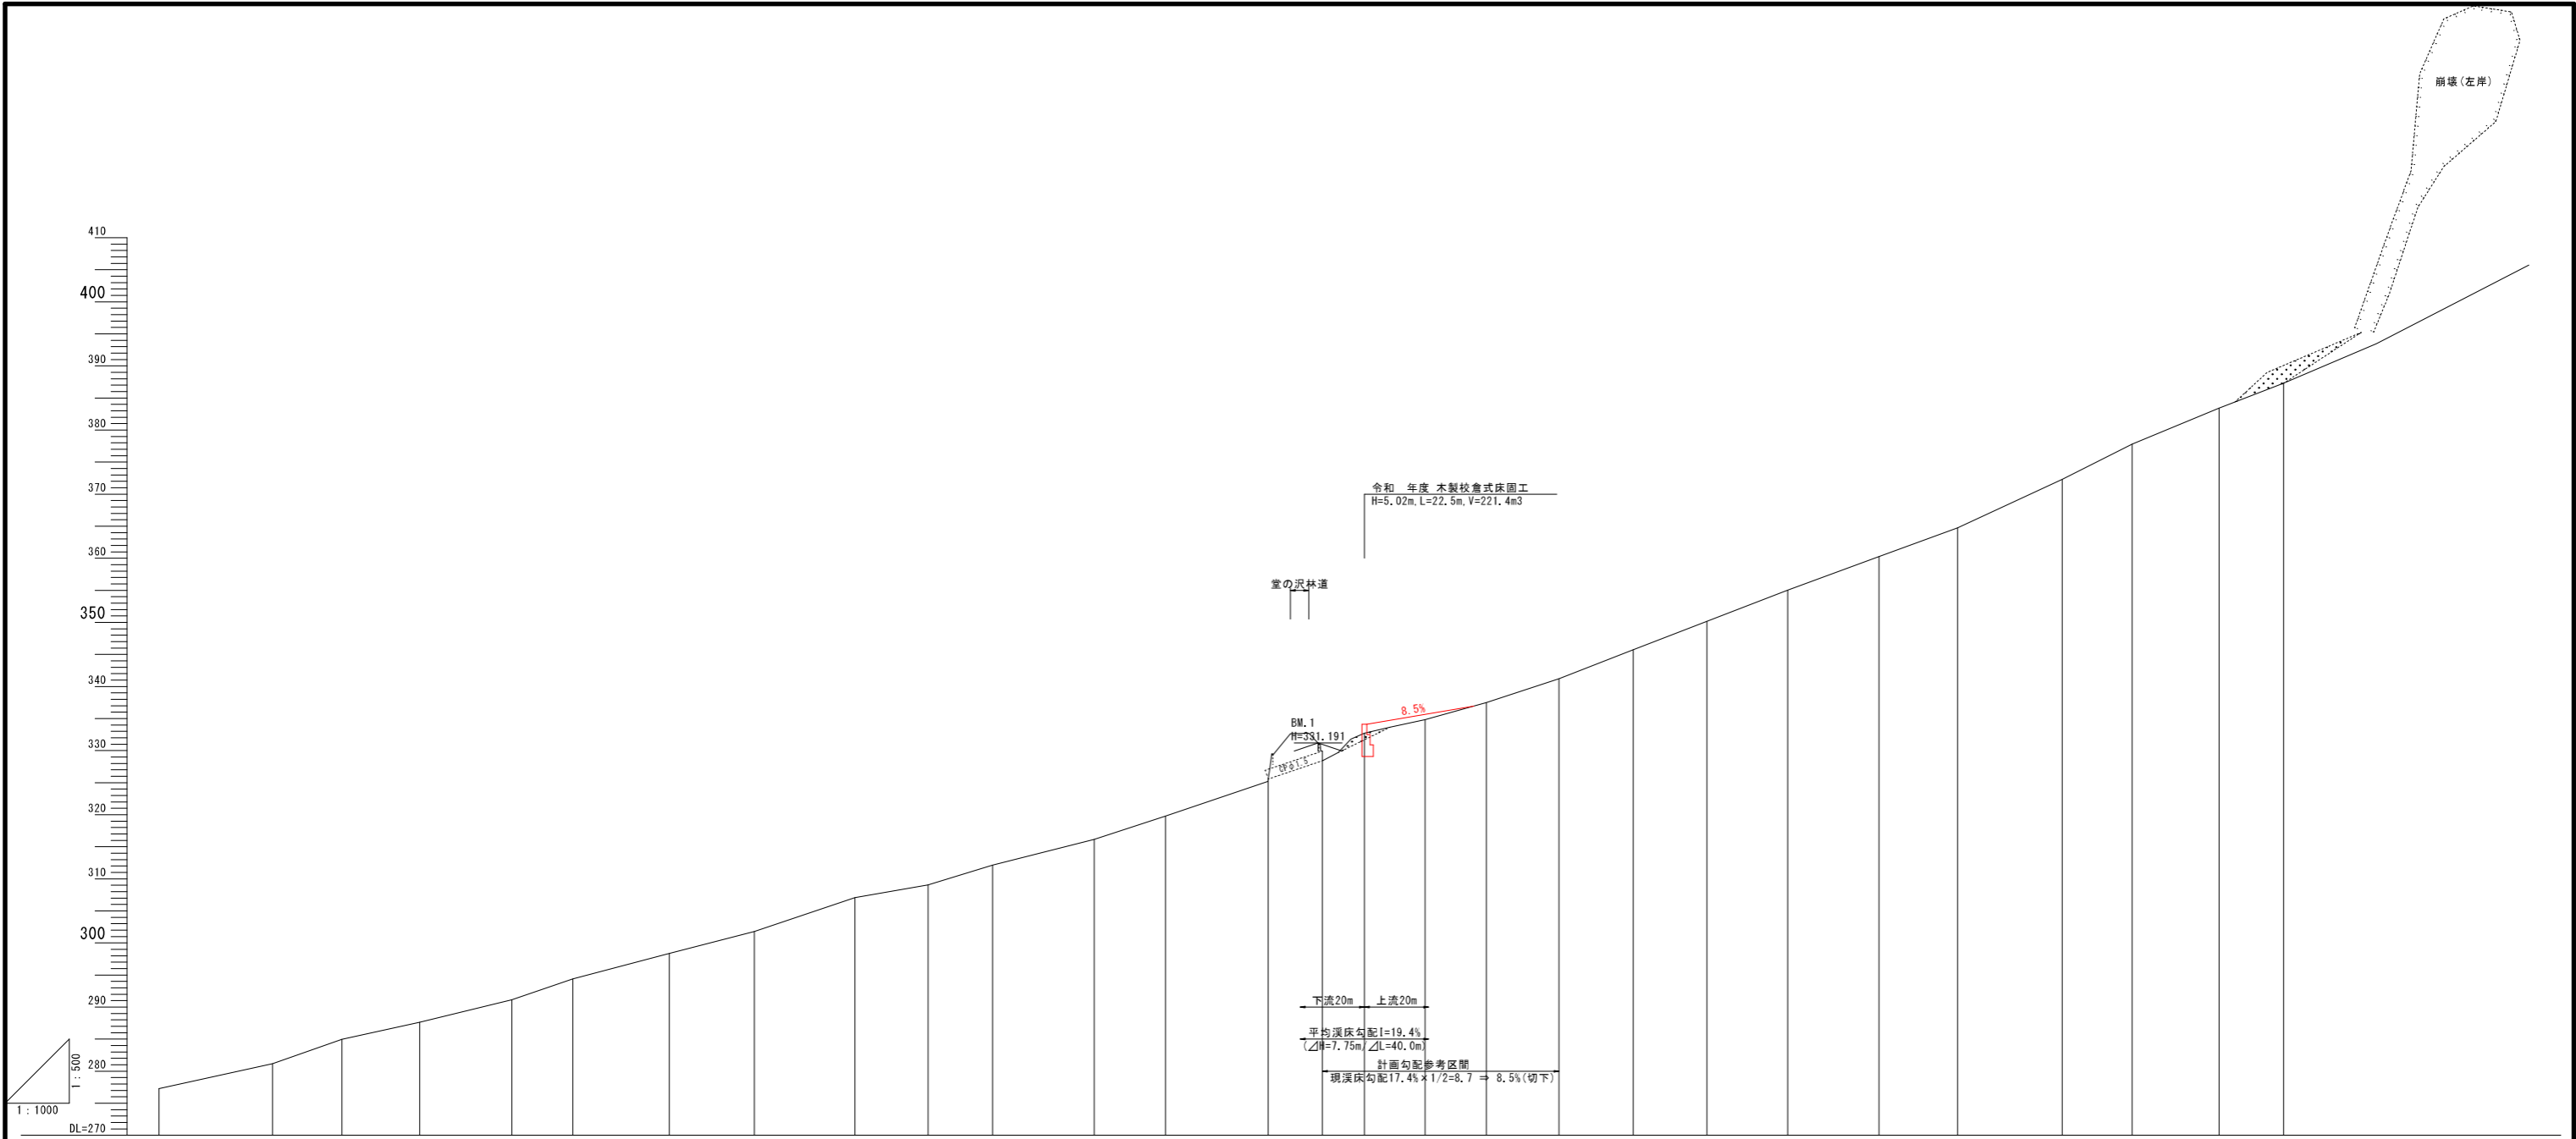 崩壊(左岸)
410
400
390
380
370
令和　年度 木製校倉式床固工
H=5.02m, L=22.5m, V=221.4m3
360
堂の沢林道
350
340
8.5%
BM.1
H=331.191
330
CPφ1.5
320
310
300
290
下流20m
上流20m
平均渓床勾配I=19.4%
(⊿H=7.75m/⊿L=40.0m)
計画勾配参考区間
現渓床勾配17.4%×1/2=8.7 ⇒ 8.5%(切下)
280
1:500
1:1000
DL=270